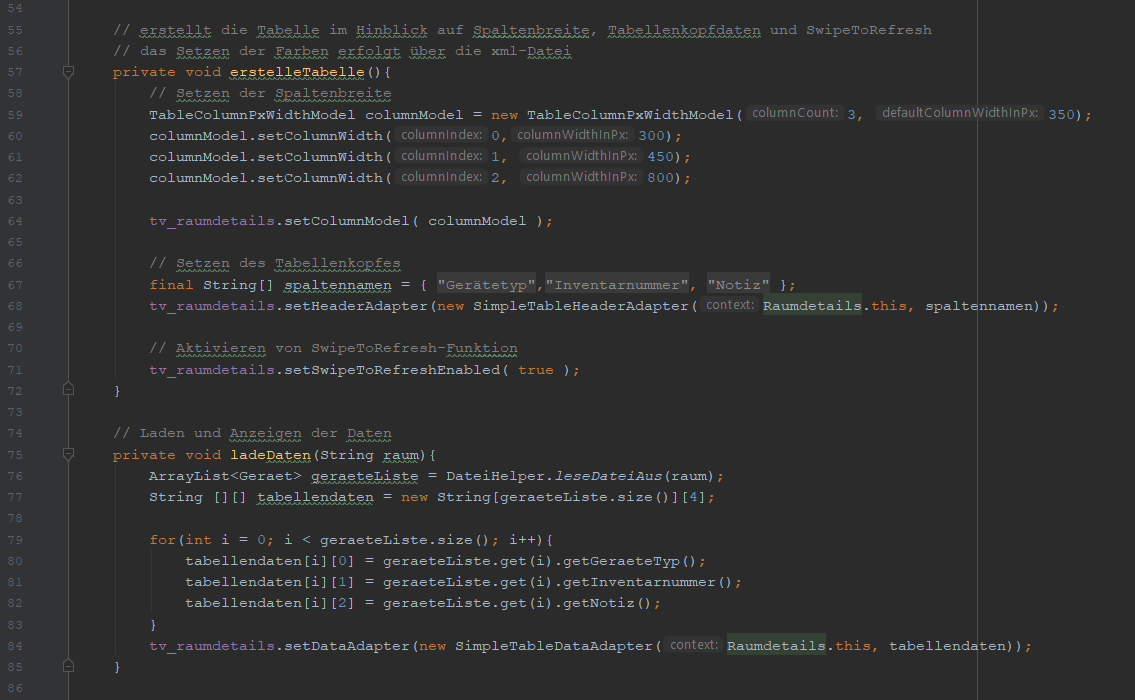 54
55 // erstellt die Tabelle im Hinblick auf Spaltenbreite, Tabellenkopfdaten und SwipeToRefresh
56 // das Setzen der Farben erfolgt über die xml-Datei
57 private void erstelleTabelle(){
58 // Setzen der Spaltenbreite
59 TableColumnPxWidthModel columnModel = new TableColumnPxWidthModel( columnCount: 3, defaultColumnWidthInPx: 350);
60 columnModel.setColumnWidth( columnIndex: 0, columnWidthInPx: 300);
61 columnModel.setColumnWidth( columnIndex: 1, columnWidthInPx: 450);
62 columnModel.setColumnWidth( columnIndex: 2, columnWidthInPx: 800);
63
64 tv_raumdetails.setColumnModel( columnModel );
65
66 // Setzen des Tabellenkopfes
67 final String[] spaltennamen = { "Gerätetyp","Inventarnummer", "Notiz" };
68 tv_raumdetails.setHeaderAdapter(new SimpleTableHeaderAdapter( context: Raumdetails.this, spaltennamen));
69
70 // Aktivieren von SwipeToRefresh-Funktion
71 tv_raumdetails.setSwipeToRefreshEnabled( true );
72 }
73
74 // Laden und Anzeigen der Daten
75 private void ladeDaten(String raum){
76 ArrayList<Geraet> geraeteListe = DateiHelper.leseDateiAus(raum);
77 String [][] tabellendaten = new String[geraeteListe.size()][4];
78
79 for(int i = 0; i < geraeteListe.size(); i++){
80 tabellendaten[i][0] = geraeteListe.get(i).getGeraeteTyp();
81 tabellendaten[i][1] = geraeteListe.get(i).getInventarnummer();
82 tabellendaten[i][2] = geraeteListe.get(i).getNotiz();
83 }
84 tv_raumdetails.setDataAdapter(new SimpleTableDataAdapter( context: Raumdetails.this, tabellendaten));
85 }
86